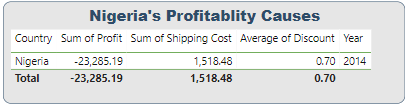 Nigeria's Profitablity Causes
Country Sum of Profit Sum of Shipping Cost Average of Discount Year
Nigeria -23,285.19 1,518.48 0.70 2014
Total -23,285.19 1,518.48 0.70